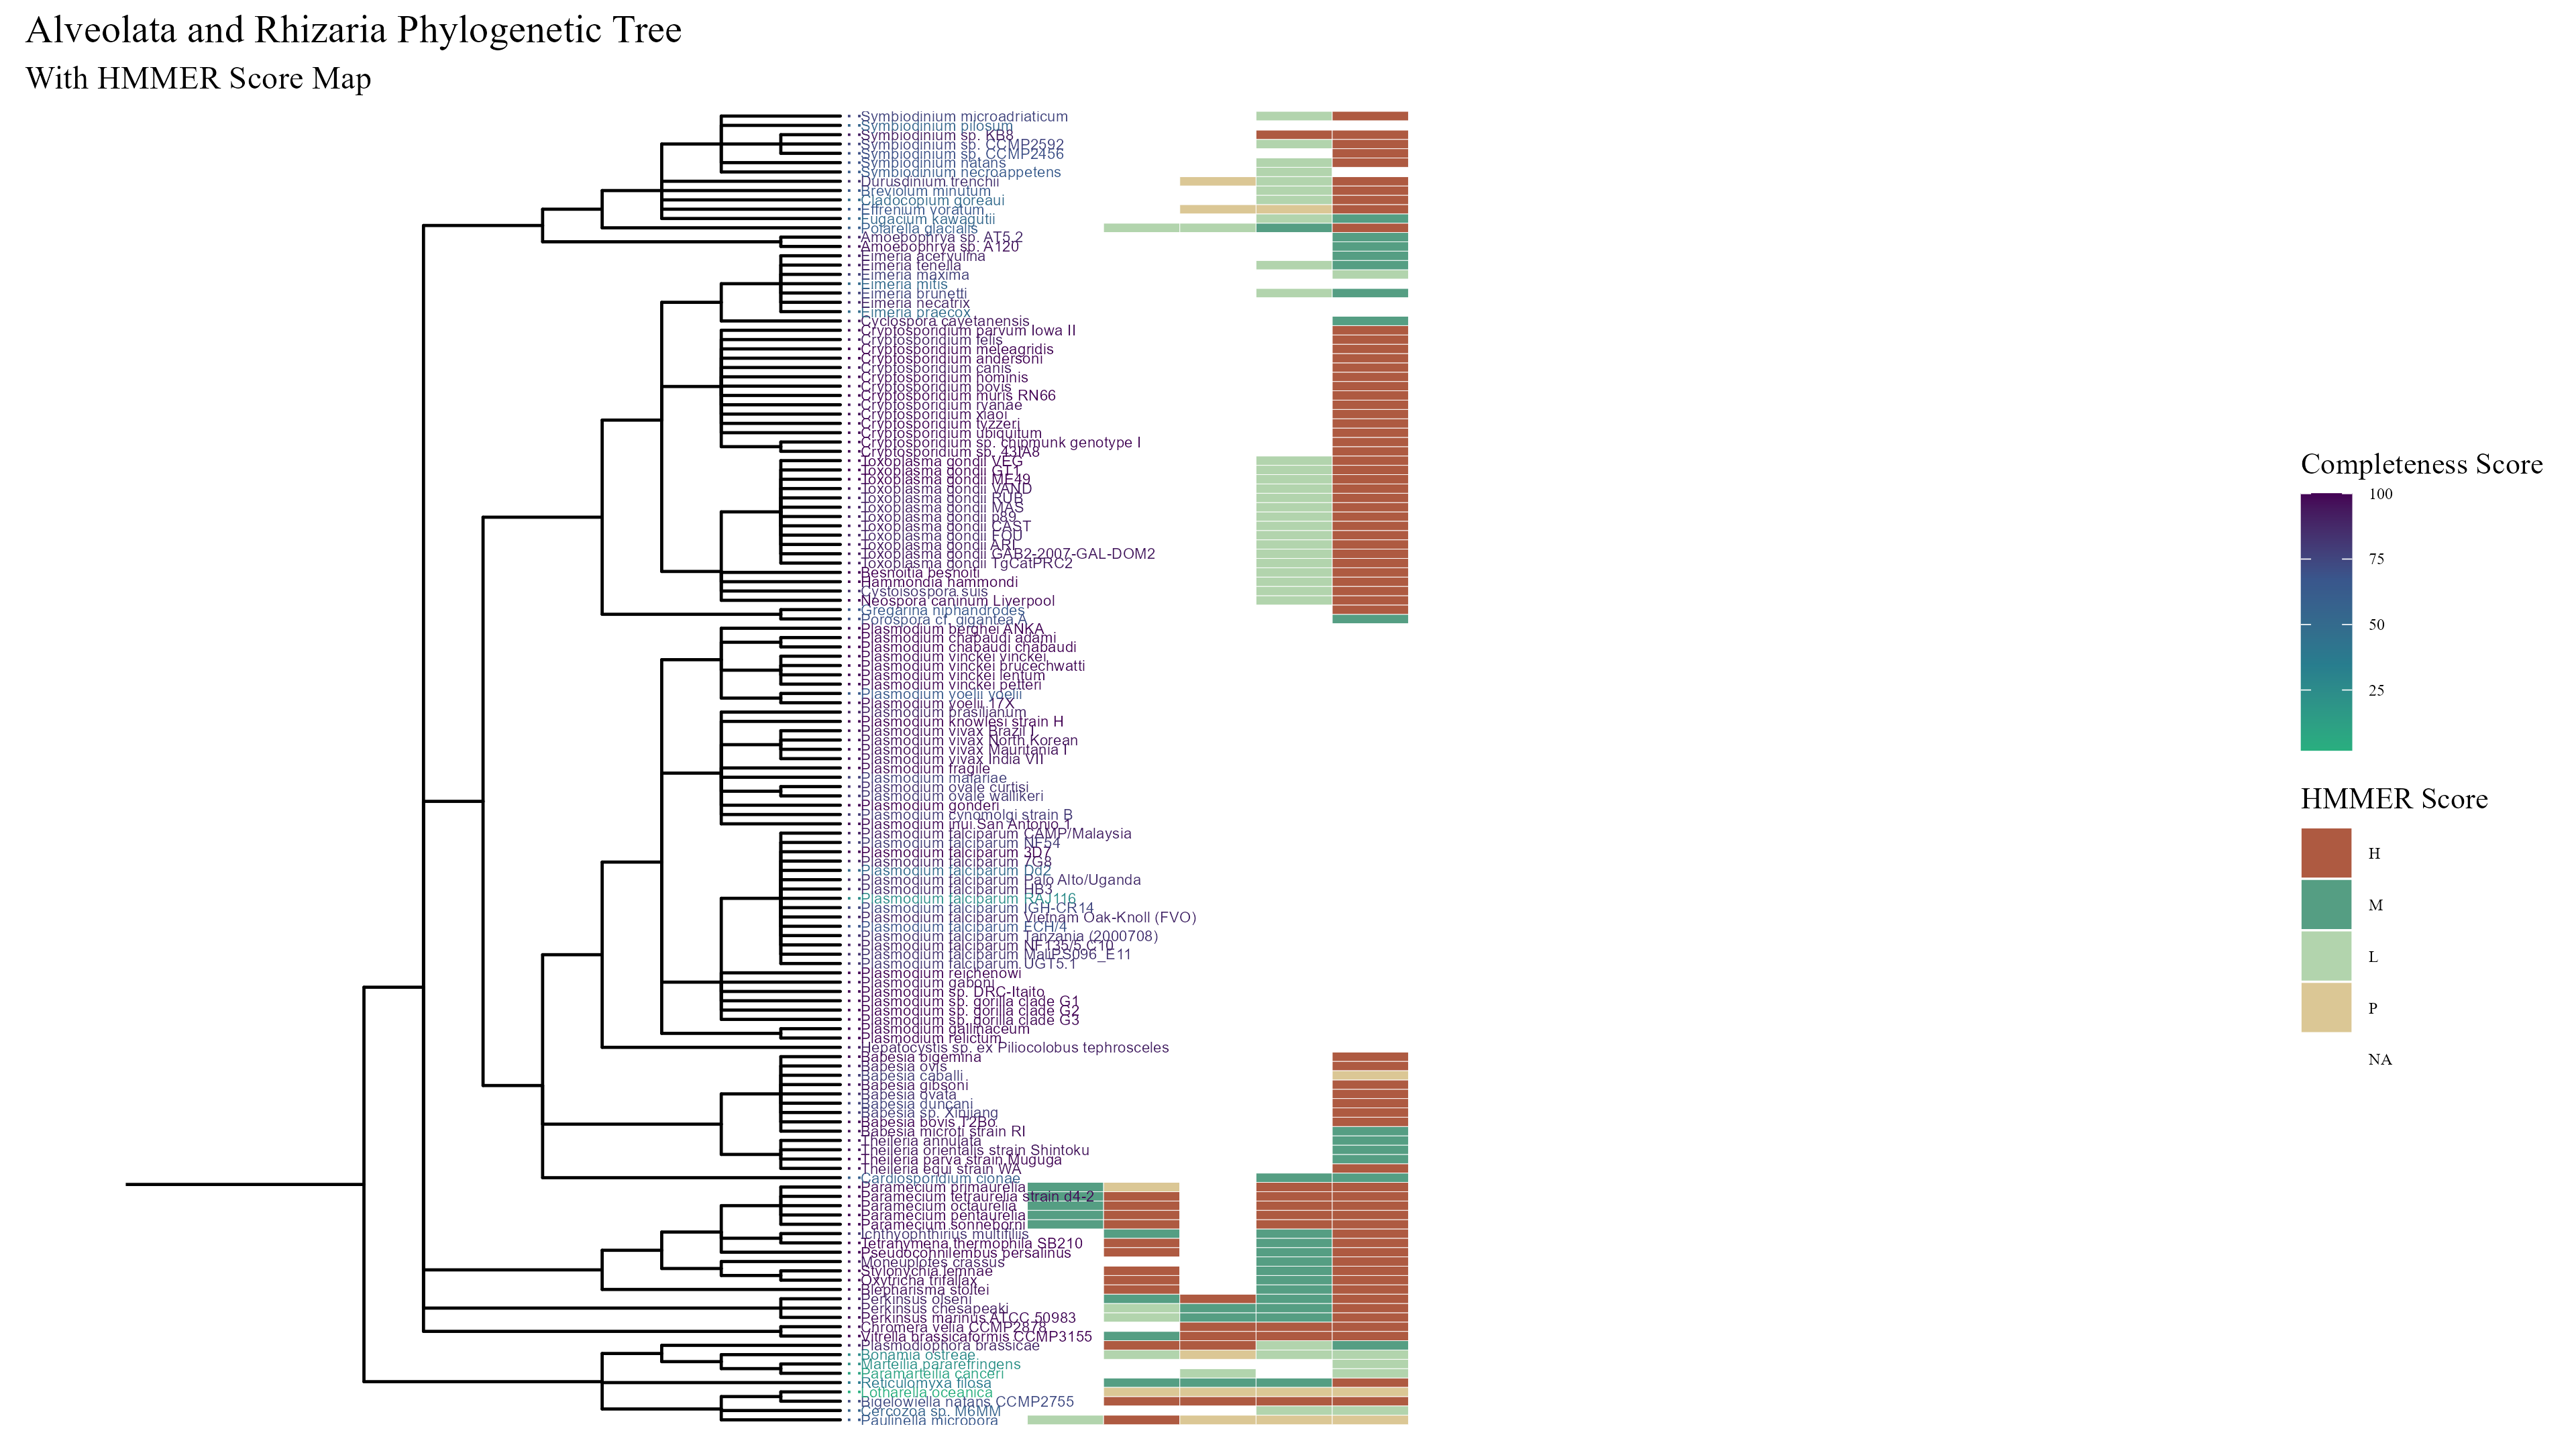 Alveolata and Rhizaria Phylogenetic Tree
With HMMER Score Map
Symbiodinium microadriaticum
Symbiodinium pilosum
Symbiodinium sp. KB8
Symbiodinium sp. CCMP2592
Symbiodinium sp. CCMP2456
Symbiodinium natans
Symbiodinium necroappetens
Durusdinium trenchii
Breviolum minutum
Cladocopium goreaui
Effrenium voratum
Fugacium kawagutii
Polarella glacialis
Amoebophrya sp. AT5.2
Amoebophrya sp. A120
Eimeria acervulina
Eimeria tenella
Eimeria maxima
Eimeria mitis
Eimeria brunetti
Eimeria necatrix
Eimeria praecox
Cyclospora cayetanensis
Cryptosporidium parvum Iowa II
Cryptosporidium felis
Cryptosporidium meleagridis
Cryptosporidium andersoni
Cryptosporidium canis
Cryptosporidium hominis
Cryptosporidium bovis
Cryptosporidium muris RN66
Cryptosporidium ryanae
Cryptosporidium xiaoi
Cryptosporidium tyzzeri
Cryptosporidium ubiquitum
Cryptosporidium sp. chipmunk genotype I
Cryptosporidium sp. 43IA8
Toxoplasma gondii VEG
Toxoplasma gondii GT1
Toxoplasma gondii ME49
Toxoplasma gondii VAND
Toxoplasma gondii RUB
Toxoplasma gondii MAS
Toxoplasma gondii p89
Toxoplasma gondii CAST
Toxoplasma gondii FOU
Toxoplasma gondii ARI
Toxoplasma gondii GAB2-2007-GAL-DOM2
Toxoplasma gondii TgCatPRC2
Besnoitia besnoiti
Hammondia hammondi
Cystoisospora suis
Neospora caninum Liverpool
Gregarina niphandrodes
Porospora cf. gigantea A
Plasmodium berghei ANKA
Plasmodium chabaudi adami
Plasmodium chabaudi chabaudi
Plasmodium vinckei vinckei
Plasmodium vinckei brucechwatti
Plasmodium vinckei lentum
Plasmodium vinckei petteri
Plasmodium yoelii yoelii
Plasmodium yoelii 17X
Plasmodium brasilianum
Plasmodium knowlesi strain H
Plasmodium vivax Brazil I
Plasmodium vivax North Korean
Plasmodium vivax Mauritania I
Plasmodium vivax India VII
Plasmodium fragile
Plasmodium malariae
Plasmodium ovale curtisi
Plasmodium ovale wallikeri
Plasmodium gonderi
Plasmodium cynomolgi strain B
Plasmodium inui San Antonio 1
Plasmodium falciparum CAMP/Malaysia
Plasmodium falciparum NF54
Plasmodium falciparum 3D7
Plasmodium falciparum 7G8
Plasmodium falciparum Dd2
Plasmodium falciparum Palo Alto/Uganda
Plasmodium falciparum HB3
Plasmodium falciparum RAJ116
Plasmodium falciparum IGH-CR14
Plasmodium falciparum Vietnam Oak-Knoll (FVO)
Plasmodium falciparum FCH/4
Plasmodium falciparum Tanzania (2000708)
Plasmodium falciparum NF135/5.C10
Plasmodium falciparum MaliPS096_E11
Plasmodium falciparum UGT5.1
Plasmodium reichenowi
Plasmodium gaboni
Plasmodium sp. DRC-Itaito
Plasmodium sp. gorilla clade G1
Plasmodium sp. gorilla clade G2
Plasmodium sp. gorilla clade G3
Plasmodium gallinaceum
Plasmodium relictum
Hepatocystis sp. ex Piliocolobus tephrosceles
Babesia bigemina
Babesia ovis
Babesia caballi
Babesia gibsoni
Babesia ovata
Babesia duncani
Babesia sp. Xinjiang
Babesia bovis T2Bo
Babesia microti strain RI
Theileria annulata
Theileria orientalis strain Shintoku
Theileria parva strain Muguga
Theileria equi strain WA
Cardiosporidium cionae
Paramecium primaurelia
Paramecium tetraurelia strain d4-2
Paramecium octaurelia
Paramecium pentaurelia
Paramecium sonneborni
Ichthyophthirius multifiliis
Tetrahymena thermophila SB210
Pseudocohnilembus persalinus
Moneuplotes crassus
Stylonychia lemnae
Oxytricha trifallax
Blepharisma stoltei
Perkinsus olseni
Perkinsus chesapeaki
Perkinsus marinus ATCC 50983
Chromera velia CCMP2878
Vitrella brassicaformis CCMP3155
Plasmodiophora brassicae
Bonamia ostreae
Marteilia pararefringens
Paramarteilia canceri
Reticulomyxa filosa
Lotharella oceanica
Bigelowiella natans CCMP2755
Cercozoa sp. M6MM
Paulinella micropora
Completeness Score
100
75
50
25
HMMER Score
H
M
L
P
NA